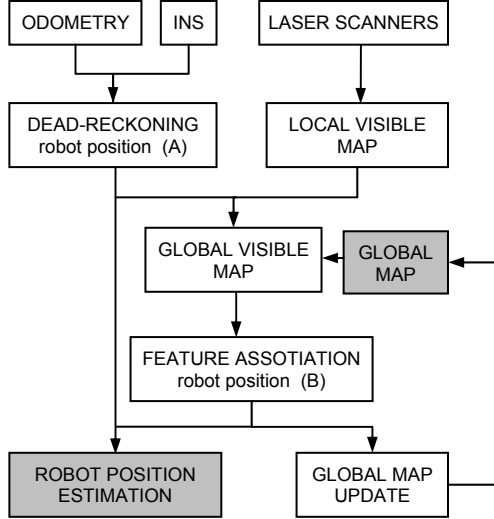 ODOMETRY
INS
LASER SCANNERS
DEAD-RECKONING
robot position (A)
LOCAL VISIBLE
MAP
GLOBAL VISIBLE
MAP
GLOBAL
MAP
FEATURE ASSOTIATION
robot position (B)
ROBOT POSITION
ESTIMATION
GLOBAL MAP
UPDATE